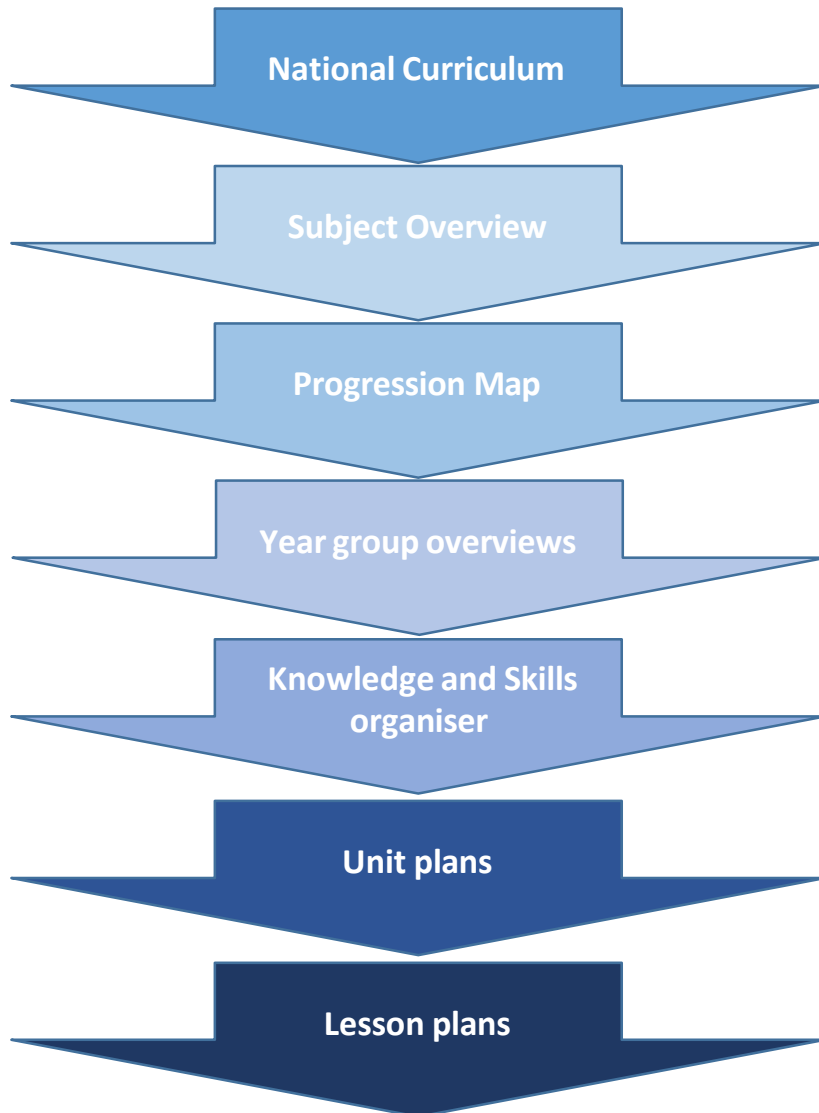 National Curriculum
Subject Overview
Progression Map
Year group overviews
Knowledge and Skills
organiser
Unit plans
Lesson plans